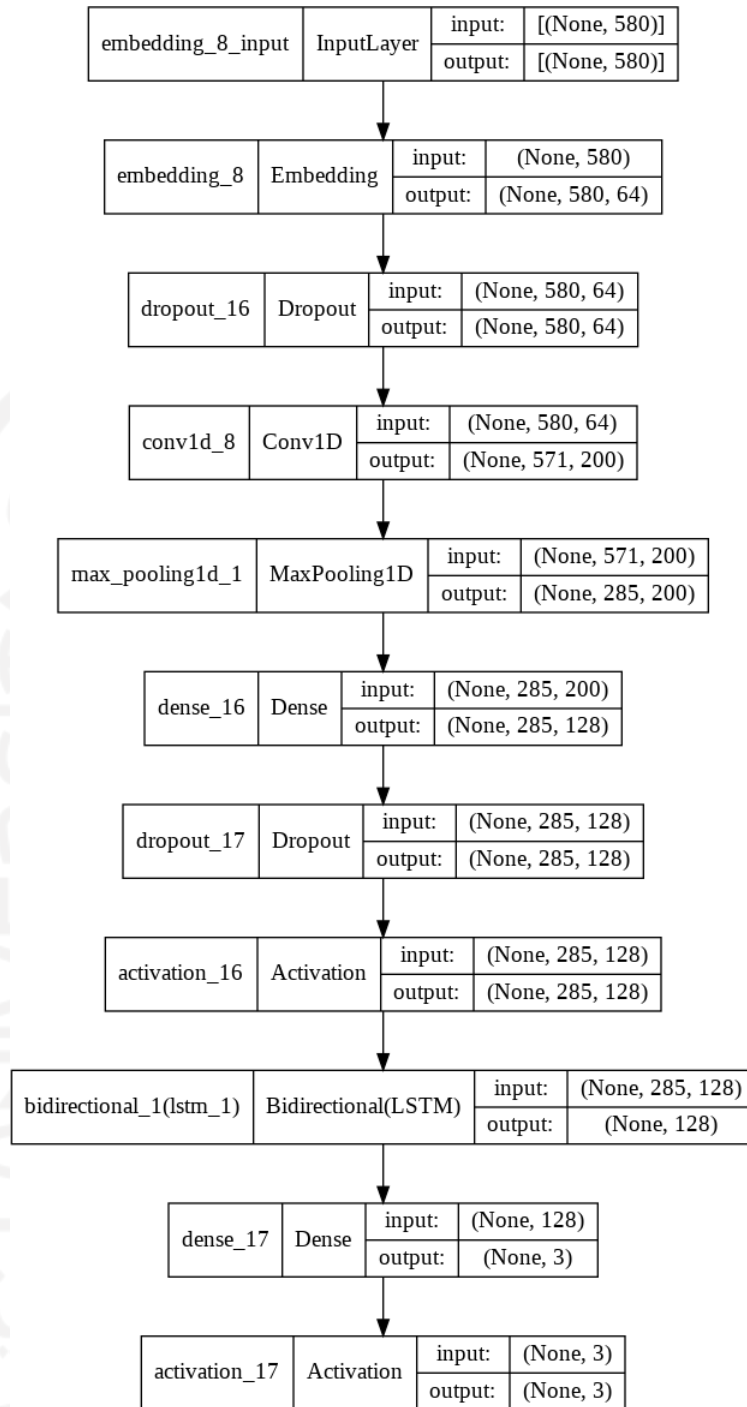 embedding_8_input InputLayer input: [(None, 580)]
output: [(None, 580)]
embedding_8 Embedding input: (None, 580)
output: (None, 580, 64)
dropout_16 Dropout input: (None, 580, 64)
output: (None, 580, 64)
conv1d_8 Conv1D input: (None, 580, 64)
output: (None, 571, 200)
max_pooling1d_1 MaxPooling1D input: (None, 571, 200)
output: (None, 285, 200)
dense_16 Dense input: (None, 285, 200)
output: (None, 285, 128)
dropout_17 Dropout input: (None, 285, 128)
output: (None, 285, 128)
activation_16 Activation input: (None, 285, 128)
output: (None, 285, 128)
bidirectional_1(lstm_1) Bidirectional(LSTM) input: (None, 285, 128)
output: (None, 128)
dense_17 Dense input: (None, 128)
output: (None, 3)
activation_17 Activation input: (None, 3)
output: (None, 3)